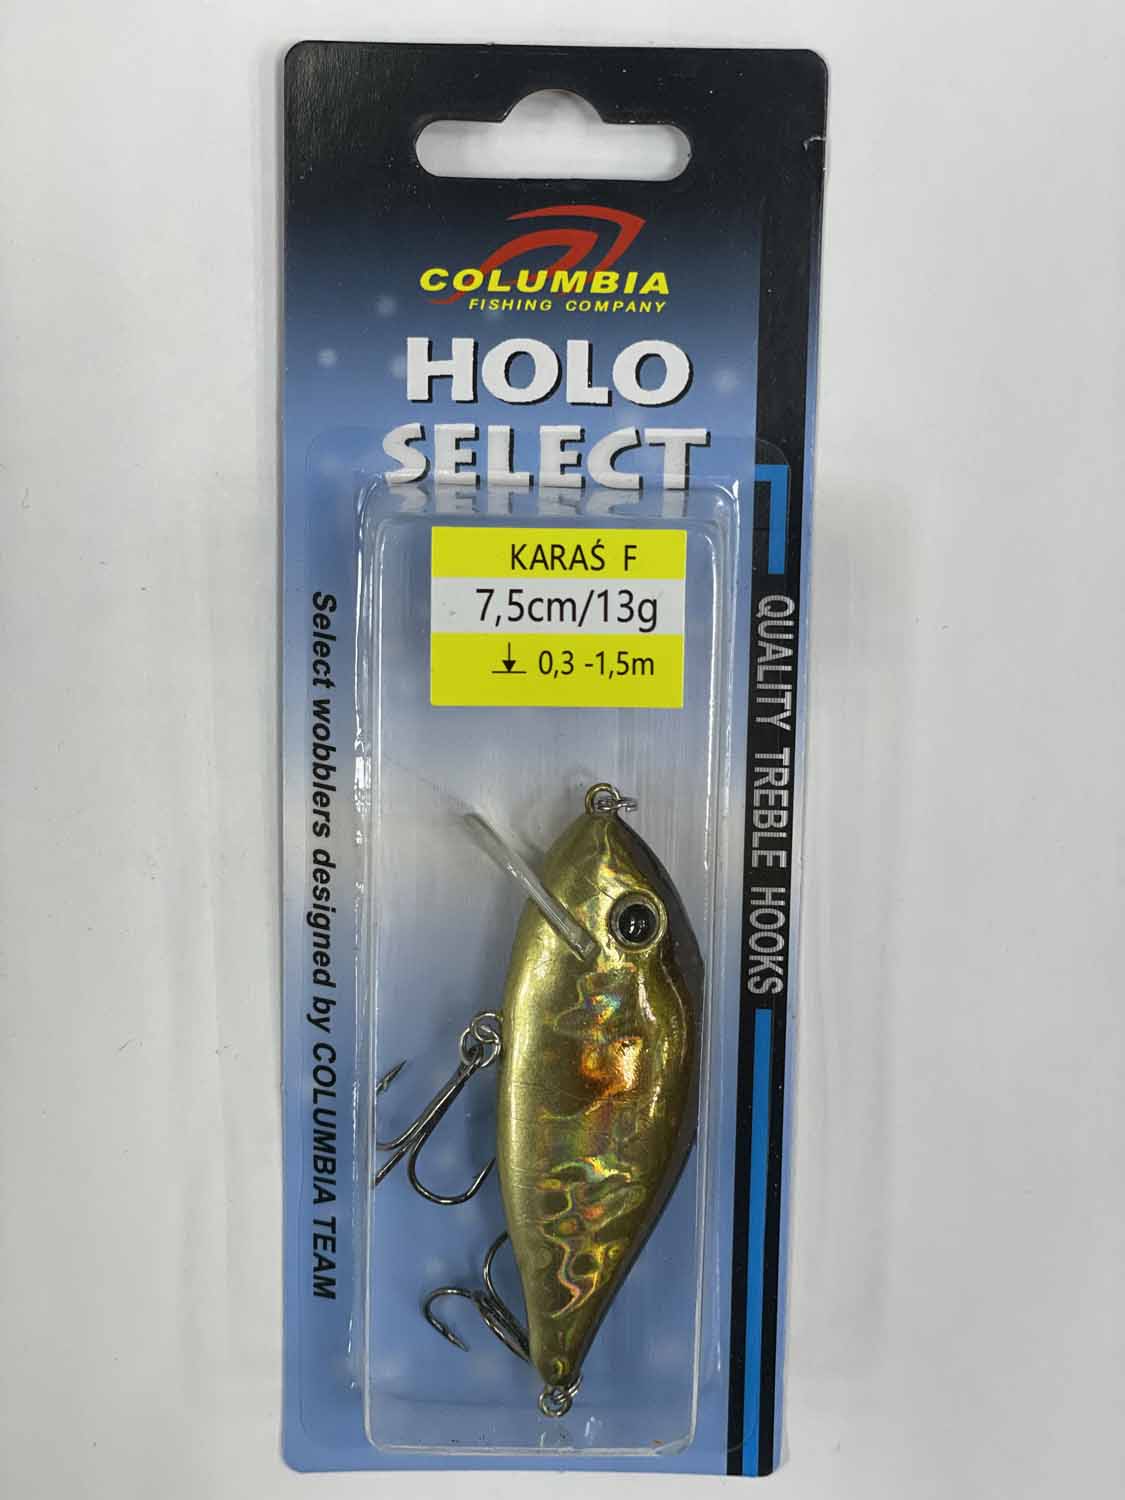 COLUMBIA
FISHING COMPANY
HOLO
SELECT
KARAŚ F
7,5cm/13g
0,3 -1,5m
Select wobblers designed by COLUMBIA TEAM
QUALITY TREBLE HOOKS